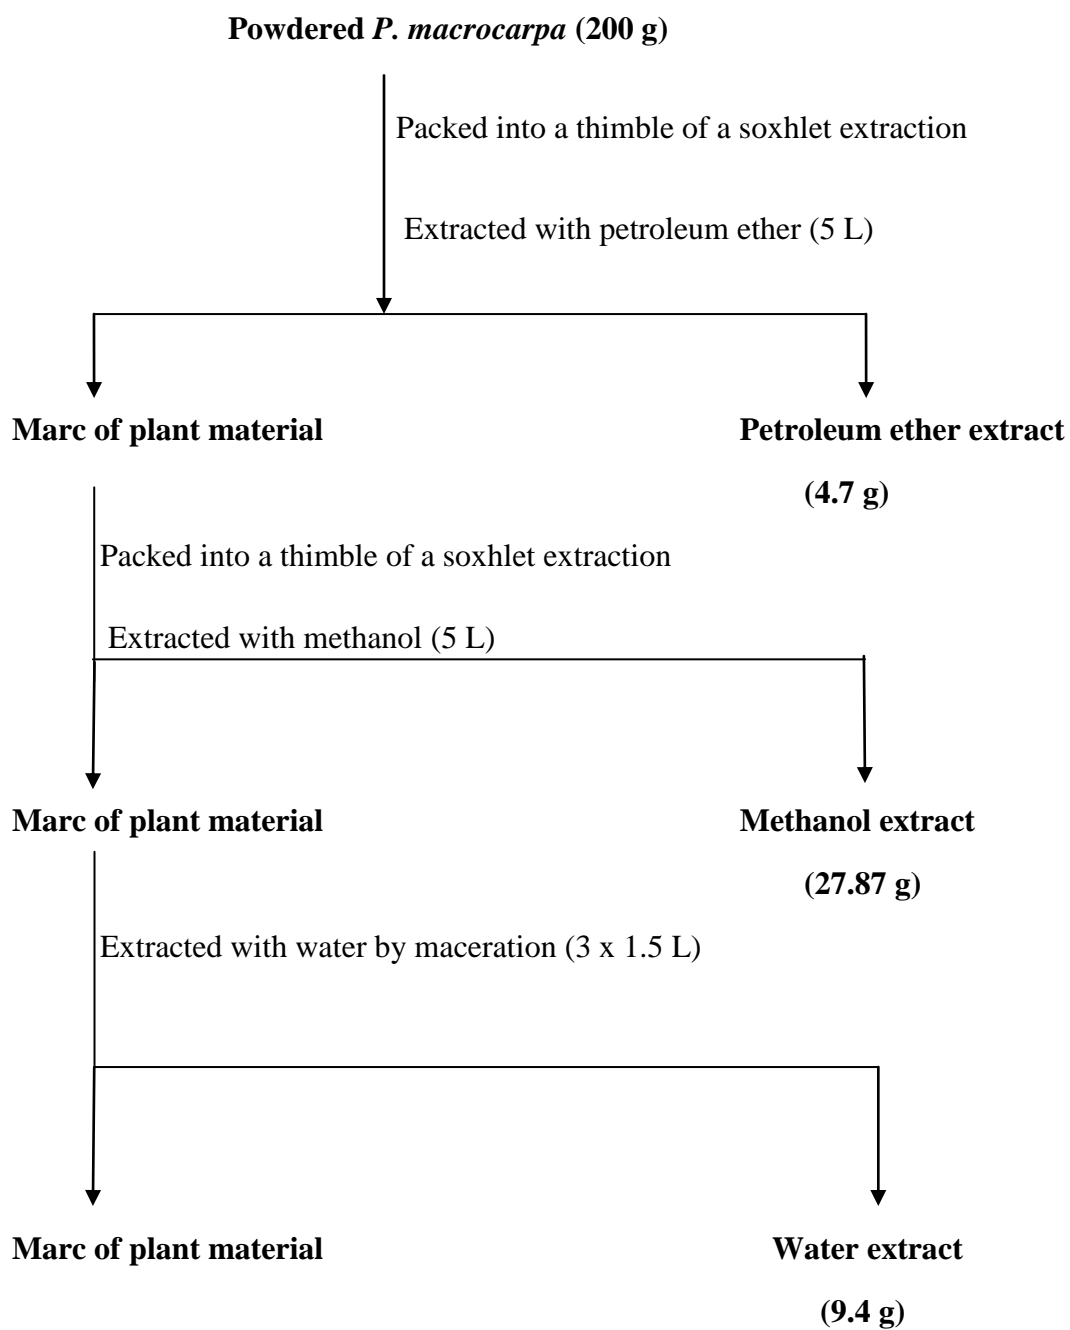 Powdered P. macrocarpa (200 g)
Packed into a thimble of a soxhlet extraction
Extracted with petroleum ether (5 L)
Marc of plant material
Petroleum ether extract
(4.7 g)
Packed into a thimble of a soxhlet extraction
Extracted with methanol (5 L)
Marc of plant material
Methanol extract
(27.87 g)
Extracted with water by maceration (3 x 1.5 L)
Marc of plant material
Water extract
(9.4 g)